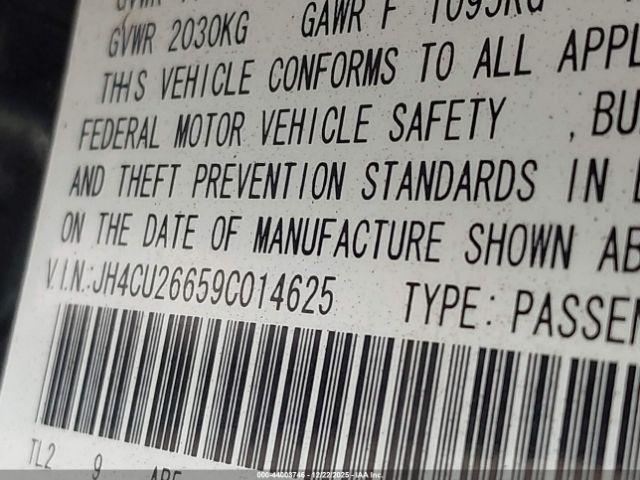 GVWR 2030KG GAWR F 1095KG
THIS VEHICLE CONFORMS TO ALL APPL
FEDERAL MOTOR VEHICLE SAFETY , BU
AND THEFT PREVENTION STANDARDS IN
ON THE DATE OF MANUFACTURE SHOWN AB
V.I.N.:JH4CU26659C014625 TYPE: PASSEN
TL2 9
000-44003746 - 12/22/2025 - IAA Inc.